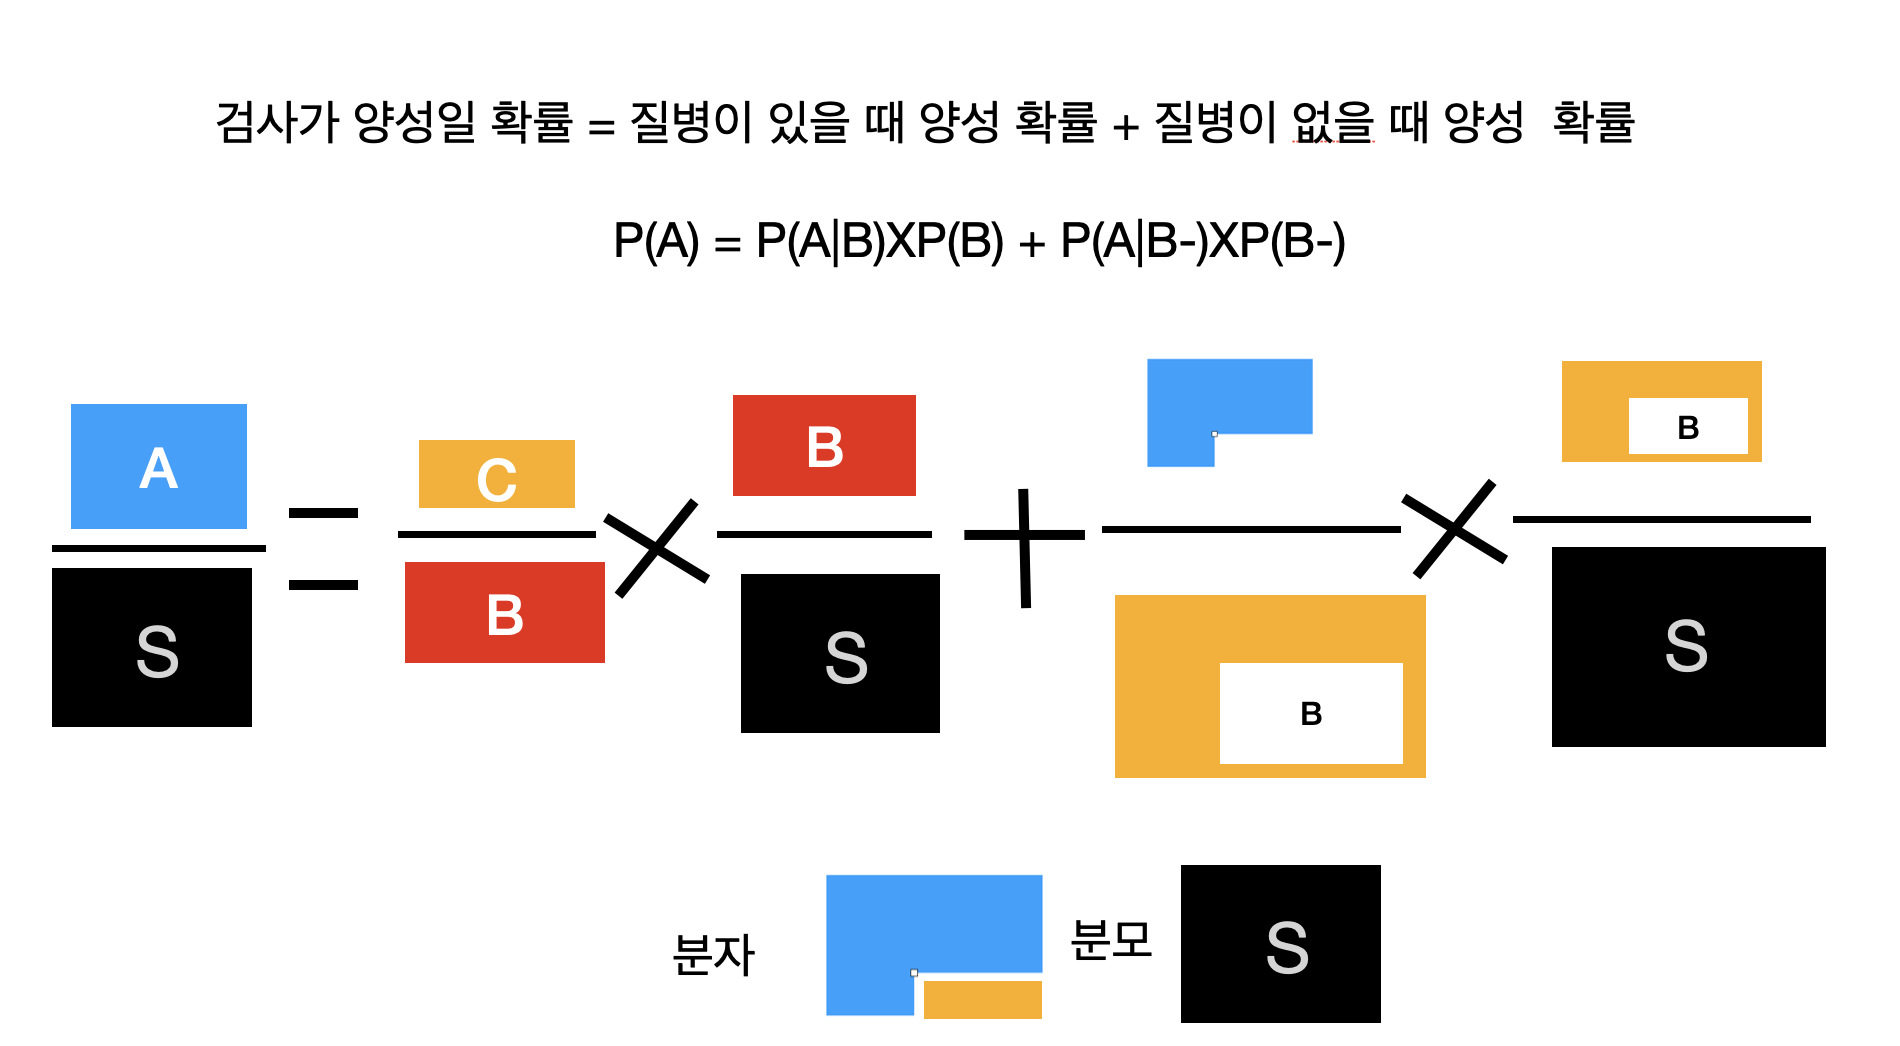 검사가 양성일 확률 = 질병이 있을 때 양성 확률 + 질병이 없을 때 양성  확률
P(A) = P(A|B)XP(B) + P(A|B-)XP(B-)
A
S
C
B
B
S
B
B
S
분자
분모
S